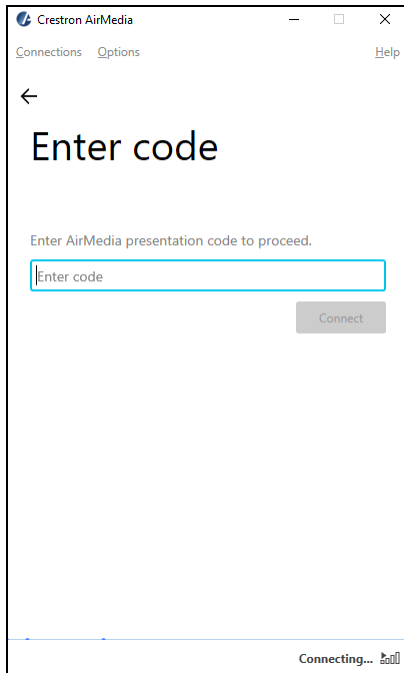 Crestron AirMedia
Connections Options Help
Enter code
Enter AirMedia presentation code to proceed.
Enter code
Connect
Connecting...